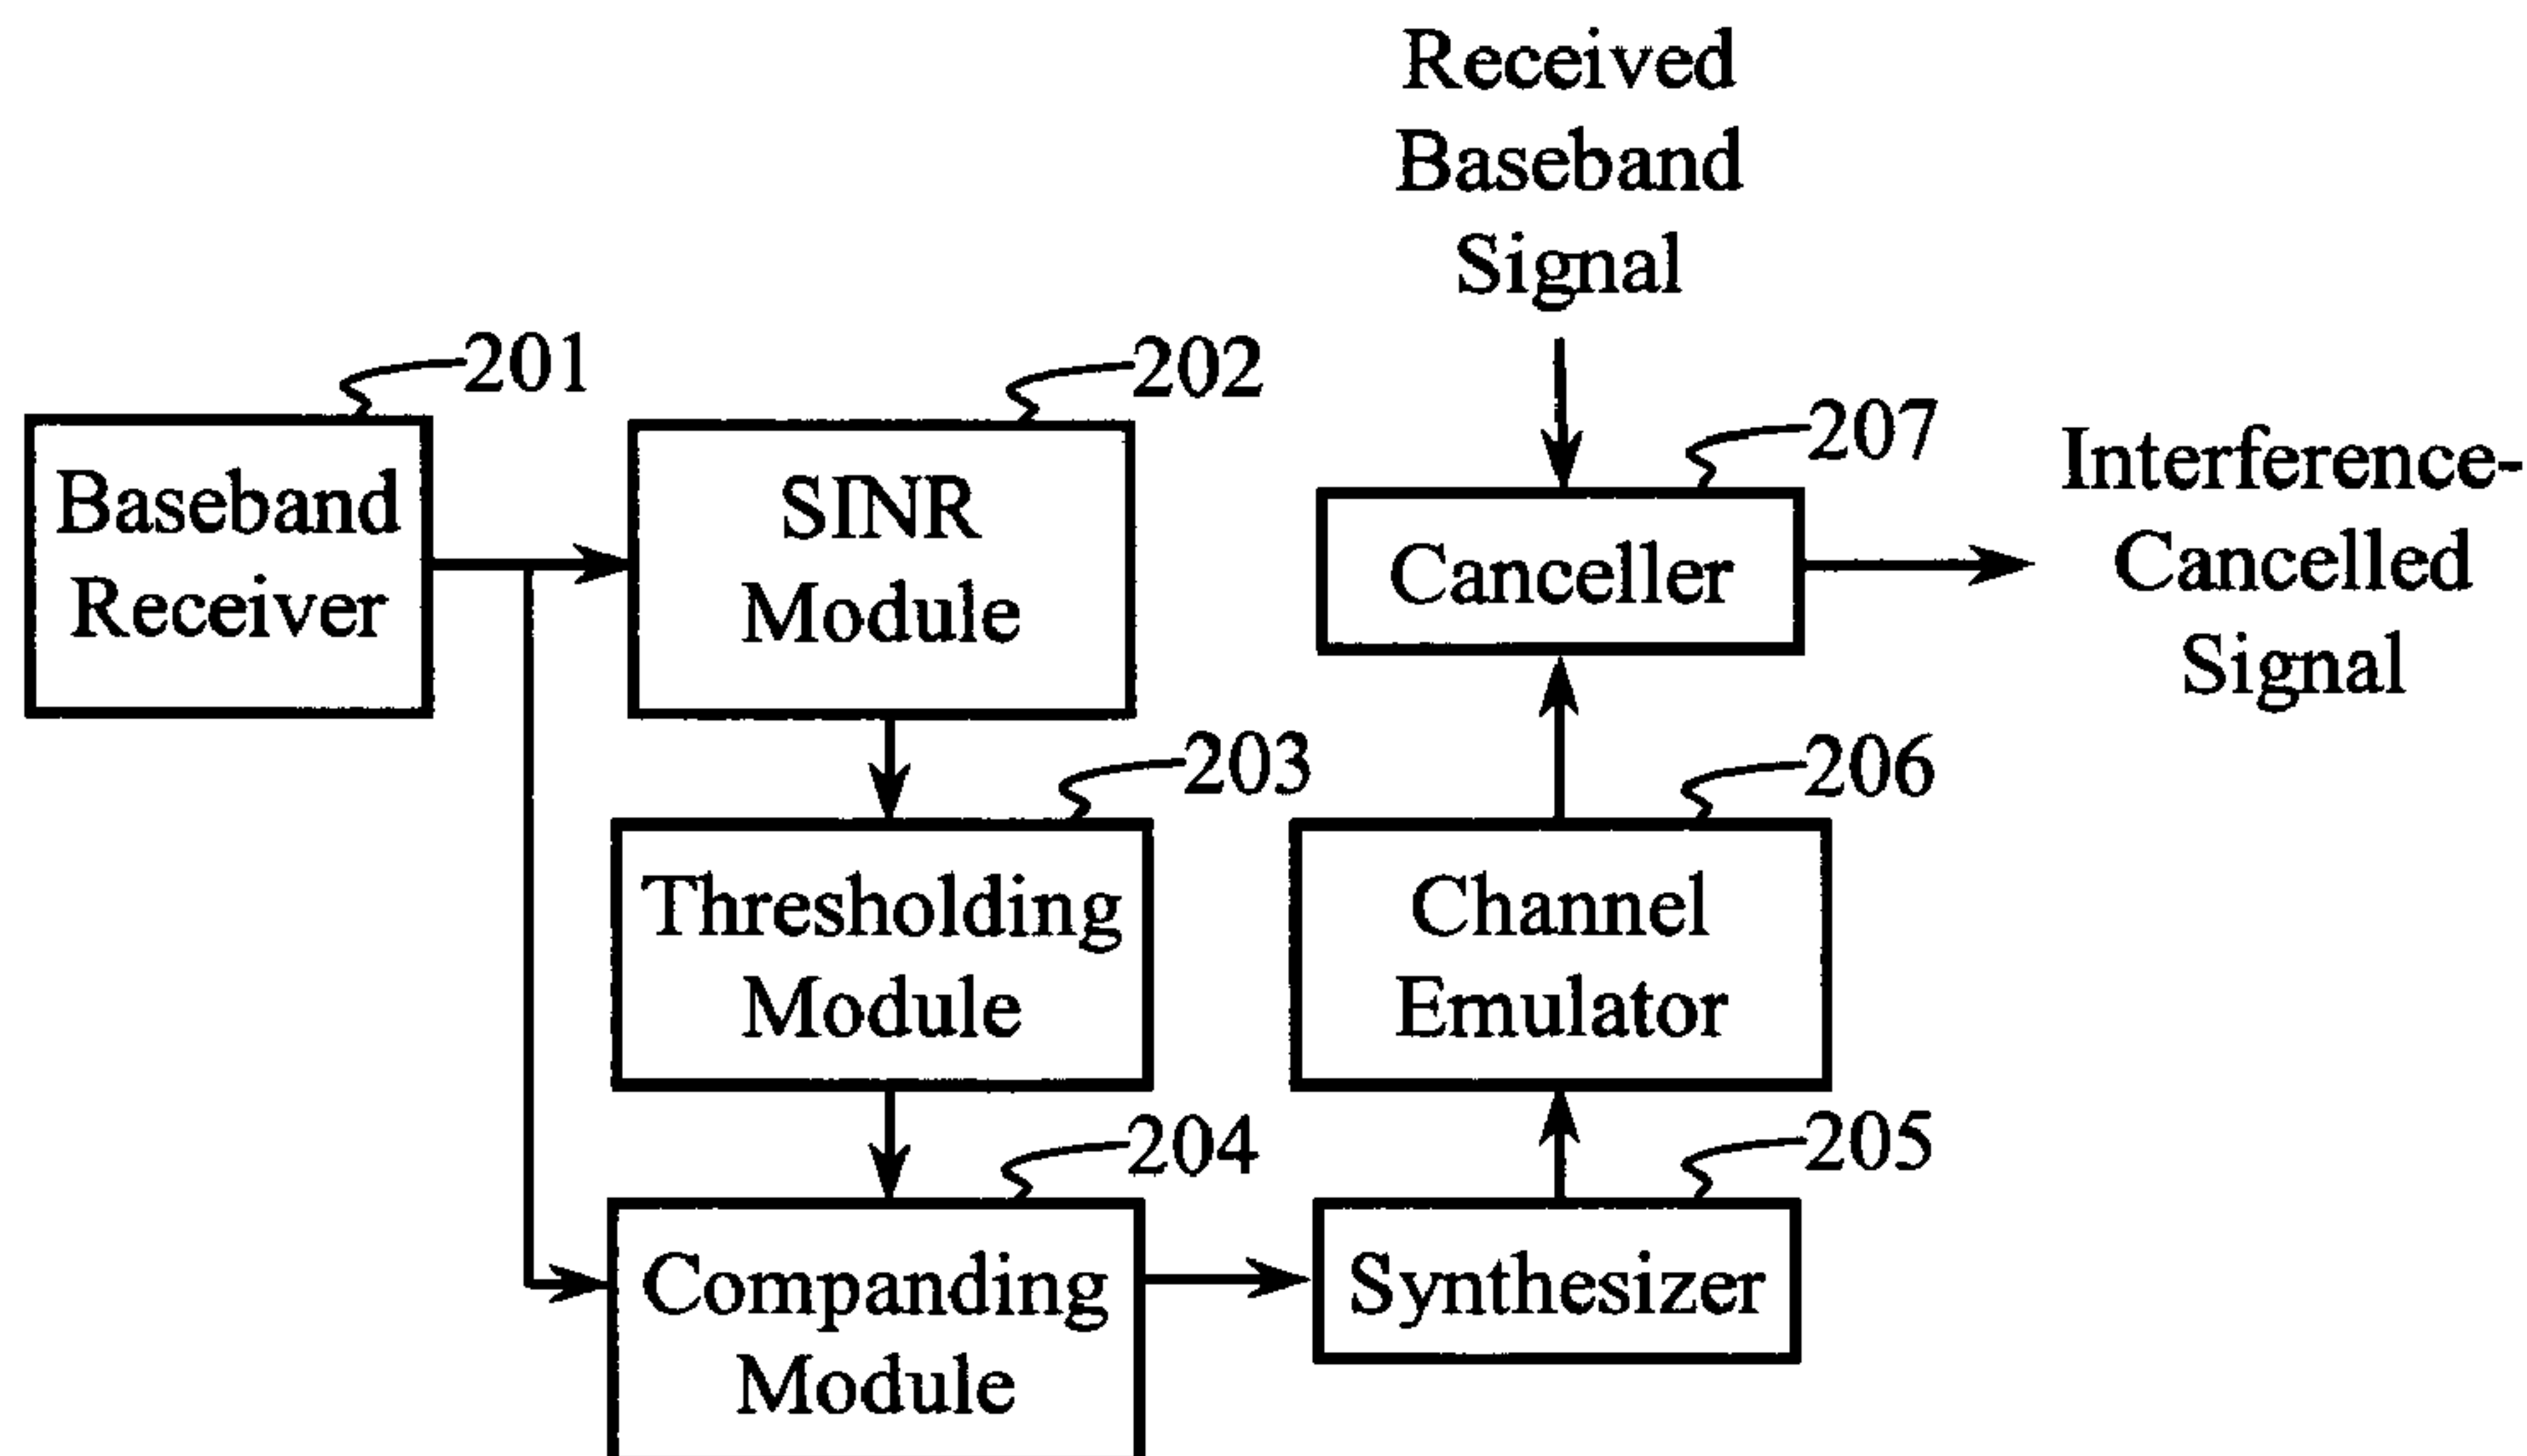 Received
Baseband
Signal
201
202
207
Baseband
Receiver
SINR
Module
Canceller
Interference-
Cancelled
Signal
203
206
Thresholding
Module
Channel
Emulator
204
205
Companding
Module
Synthesizer